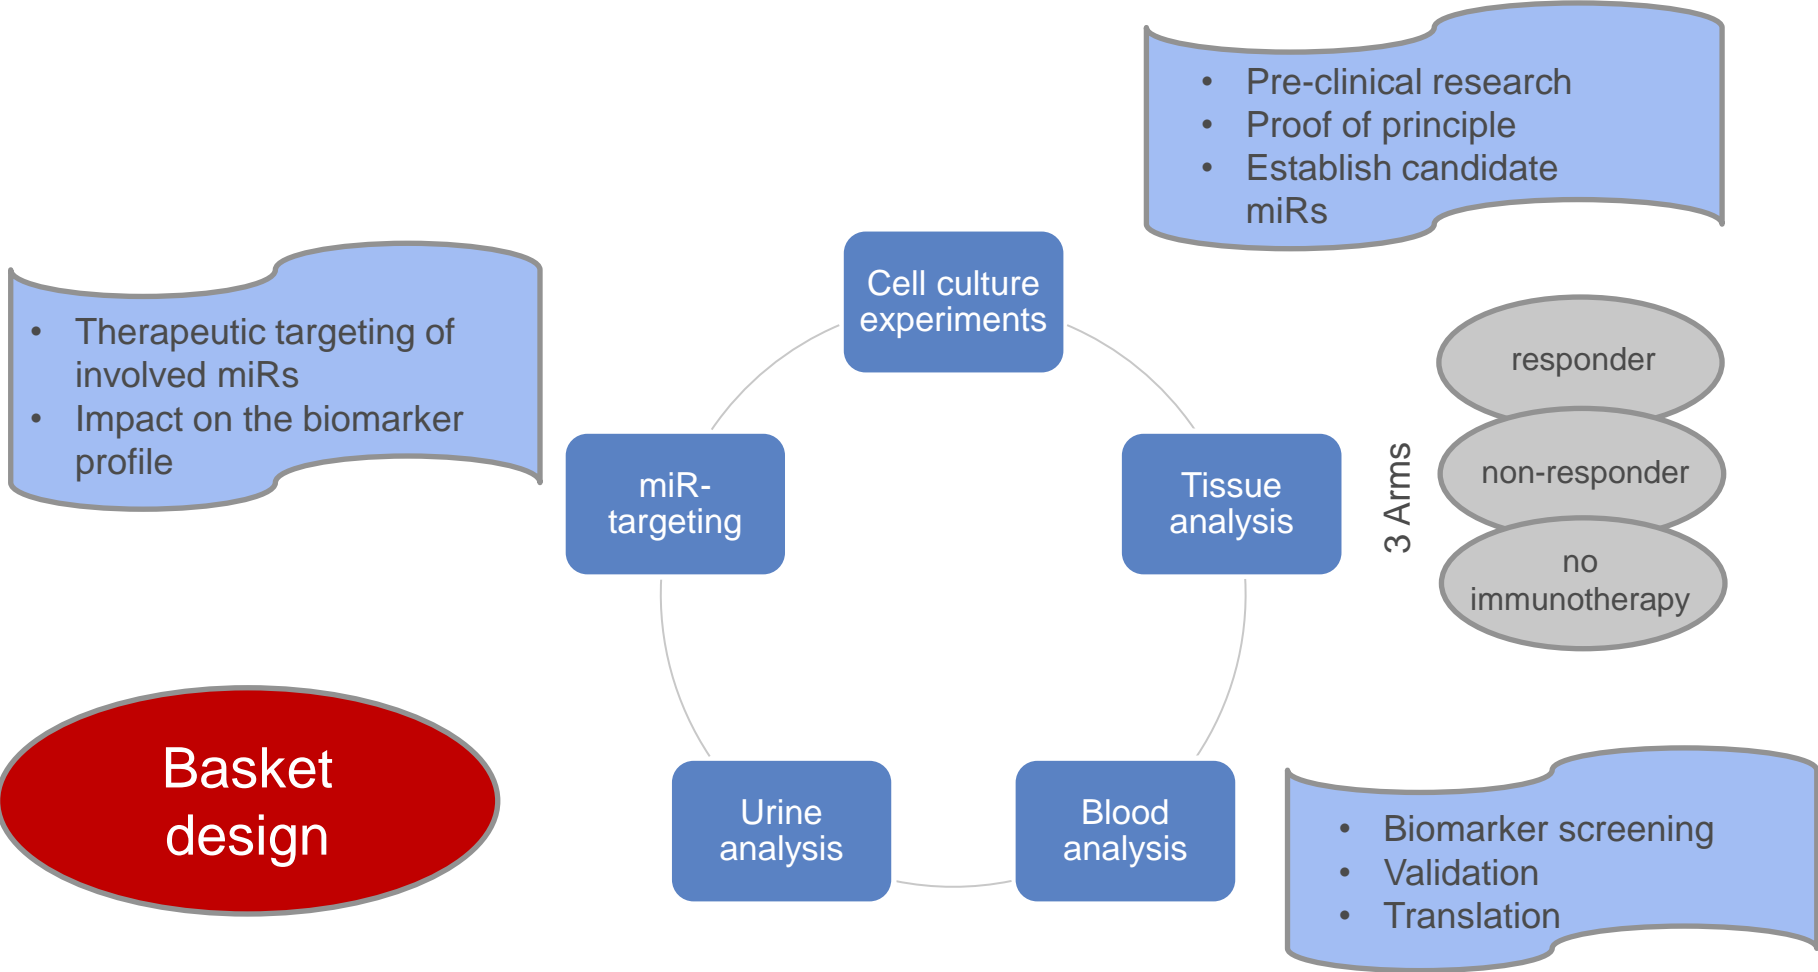 • Pre-clinical research
• Proof of principle
• Establish candidate
miRs
Cell culture
experiments
• Therapeutic targeting of
involved miRs
• Impact on the biomarker
profile
miR-
targeting
Tissue
analysis
3 Arms
responder
non-responder
no
immunotherapy
Basket
design
Urine
analysis
Blood
analysis
• Biomarker screening
• Validation
• Translation